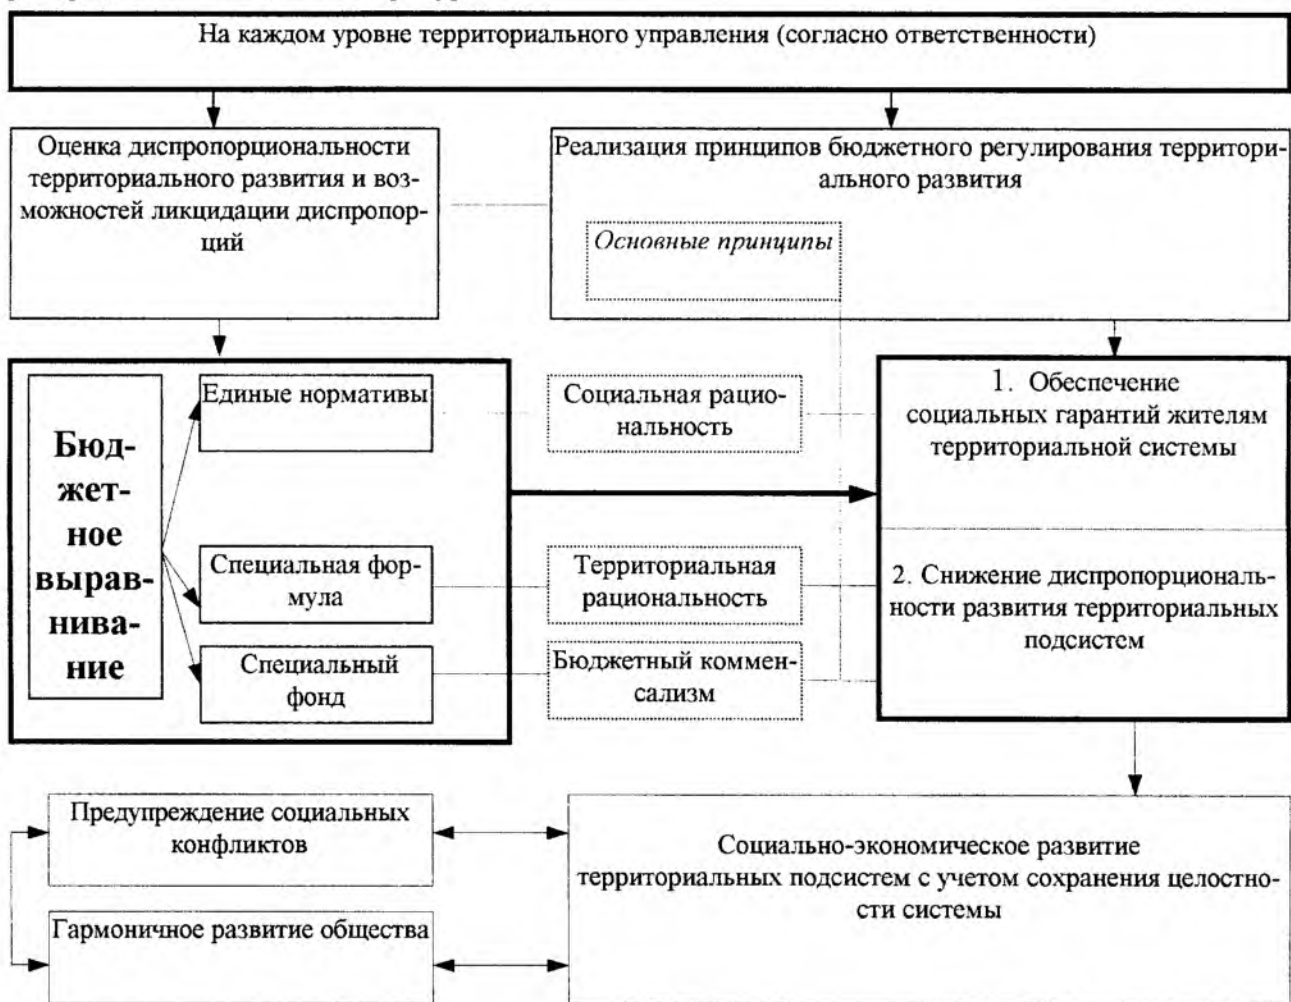 На каждом уровне территориального управления (согласно ответственности)
Оценка диспропорциональности
территориального развития и воз-
можностей ликцидации диспропор-
ций
Реализация принципов бюджетного регулирования территори-
ального развития
Основные принципы
Бюд-
жет-
ное
вырав-
нива-
ние
Единые нормативы
Специальная фор-
мула
Специальный
фонд
Социальная рацио-
нальность
Территориальная
рациональность
Бюджетный коммен-
сализм
1. Обеспечение
социальных гарантий жителям
территориальной системы
2. Снижение диспропорциональ-
ности развития территориальных
подсистем
Предупреждение социальных
конфликтов
Гармоничное развитие общества
Социально-экономическое развитие
территориальных подсистем с учетом сохранения целостно-
сти системы